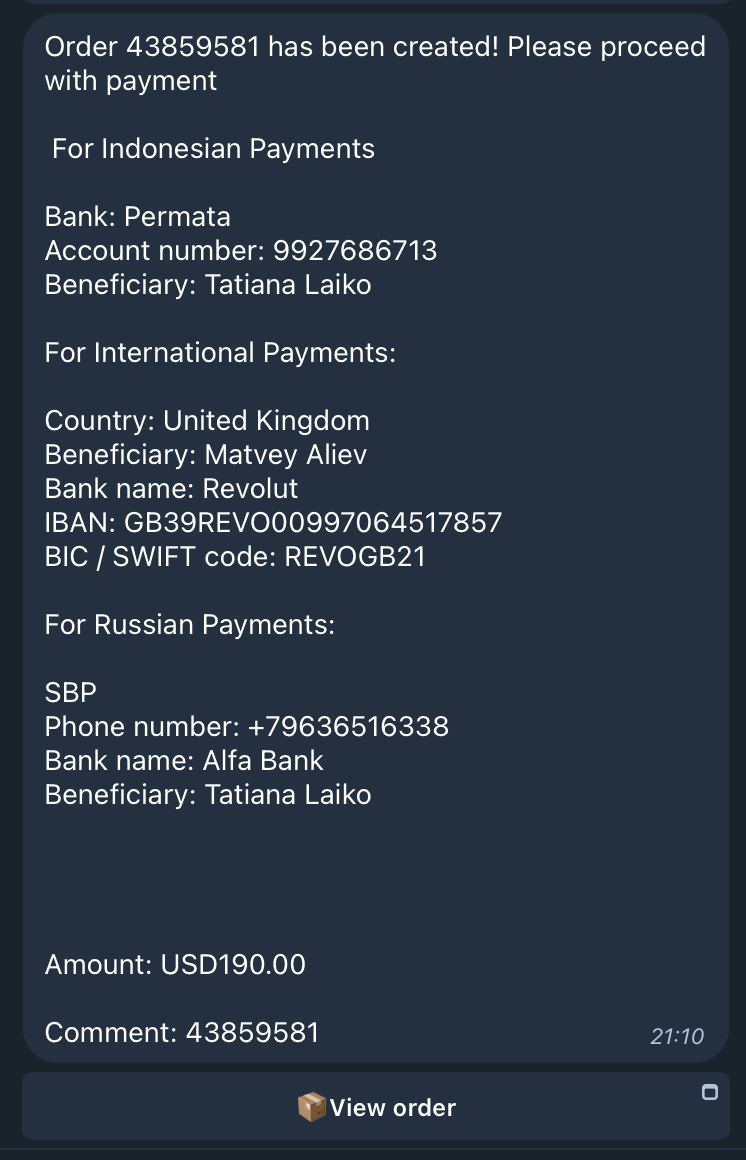 Order 43859581 has been created! Please proceed
with payment
For Indonesian Payments
Bank: Permata
Account number: 9927686713
Beneficiary: Tatiana Laiko
For International Payments:
Country: United Kingdom
Beneficiary: Matvey Aliev
Bank name: Revolut
IBAN: GB39REVO00997064517857
BIC / SWIFT code: REVOGB21
For Russian Payments:
SBP
Phone number: +79636516338
Bank name: Alfa Bank
Beneficiary: Tatiana Laiko
Amount: USD190.00
Comment: 43859581
21:10
📦View order